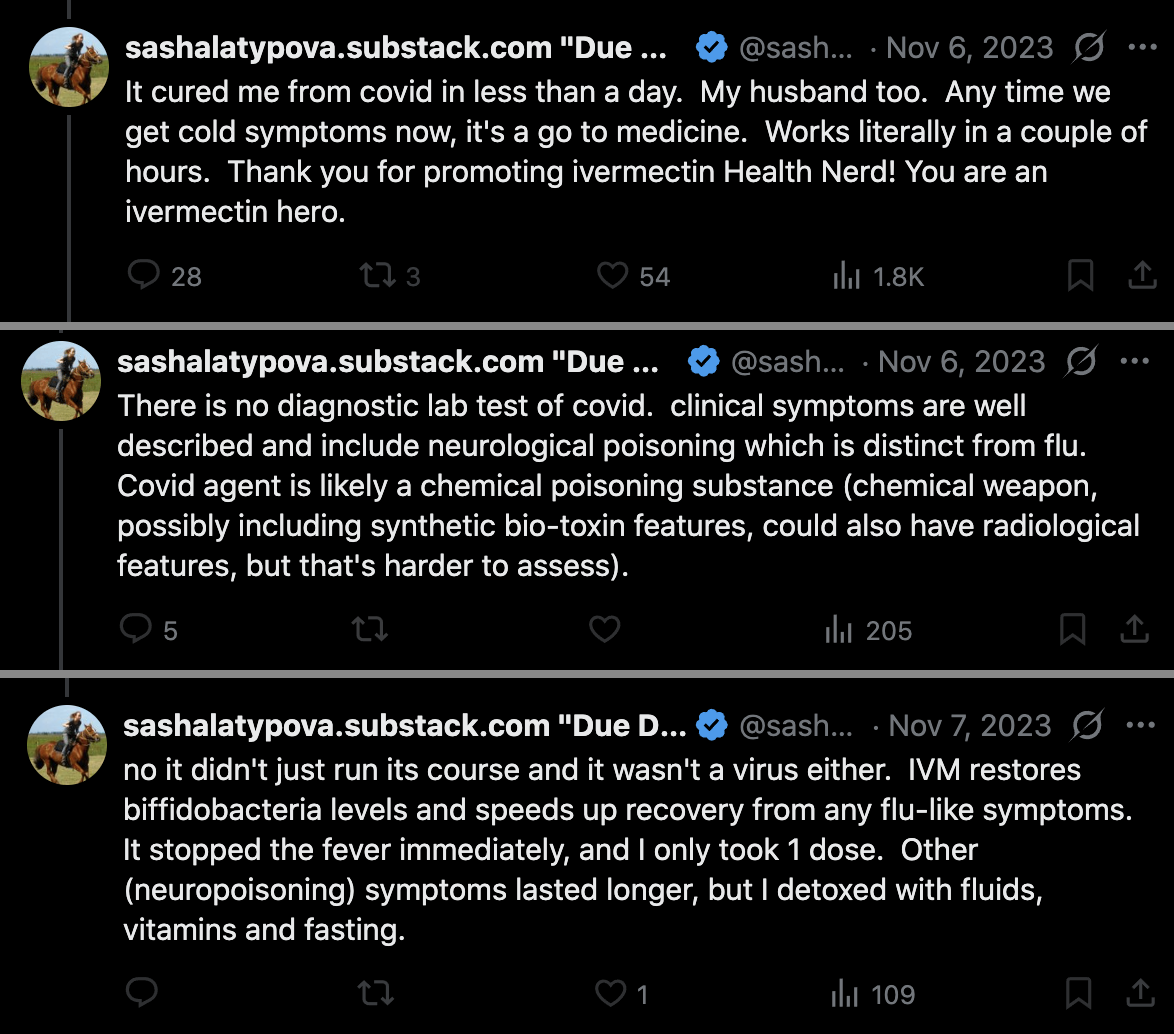 sashalatypova.substack.com "Due ... @sash... · Nov 6, 2023
It cured me from covid in less than a day.  My husband too.  Any time we
get cold symptoms now, it's a go to medicine.  Works literally in a couple of
hours.  Thank you for promoting ivermectin Health Nerd! You are an
ivermectin hero.
28 3 54 1.8K
sashalatypova.substack.com "Due ... @sash... · Nov 6, 2023
There is no diagnostic lab test of covid.  clinical symptoms are well
described and include neurological poisoning which is distinct from flu.
Covid agent is likely a chemical poisoning substance (chemical weapon,
possibly including synthetic bio-toxin features, could also have radiological
features, but that's harder to assess).
5 205
sashalatypova.substack.com "Due D... @sash... · Nov 7, 2023
no it didn't just run its course and it wasn't a virus either.  IVM restores
biffidobacteria levels and speeds up recovery from any flu-like symptoms.
It stopped the fever immediately, and I only took 1 dose.  Other
(neuropoisoning) symptoms lasted longer, but I detoxed with fluids,
vitamins and fasting.
1 109